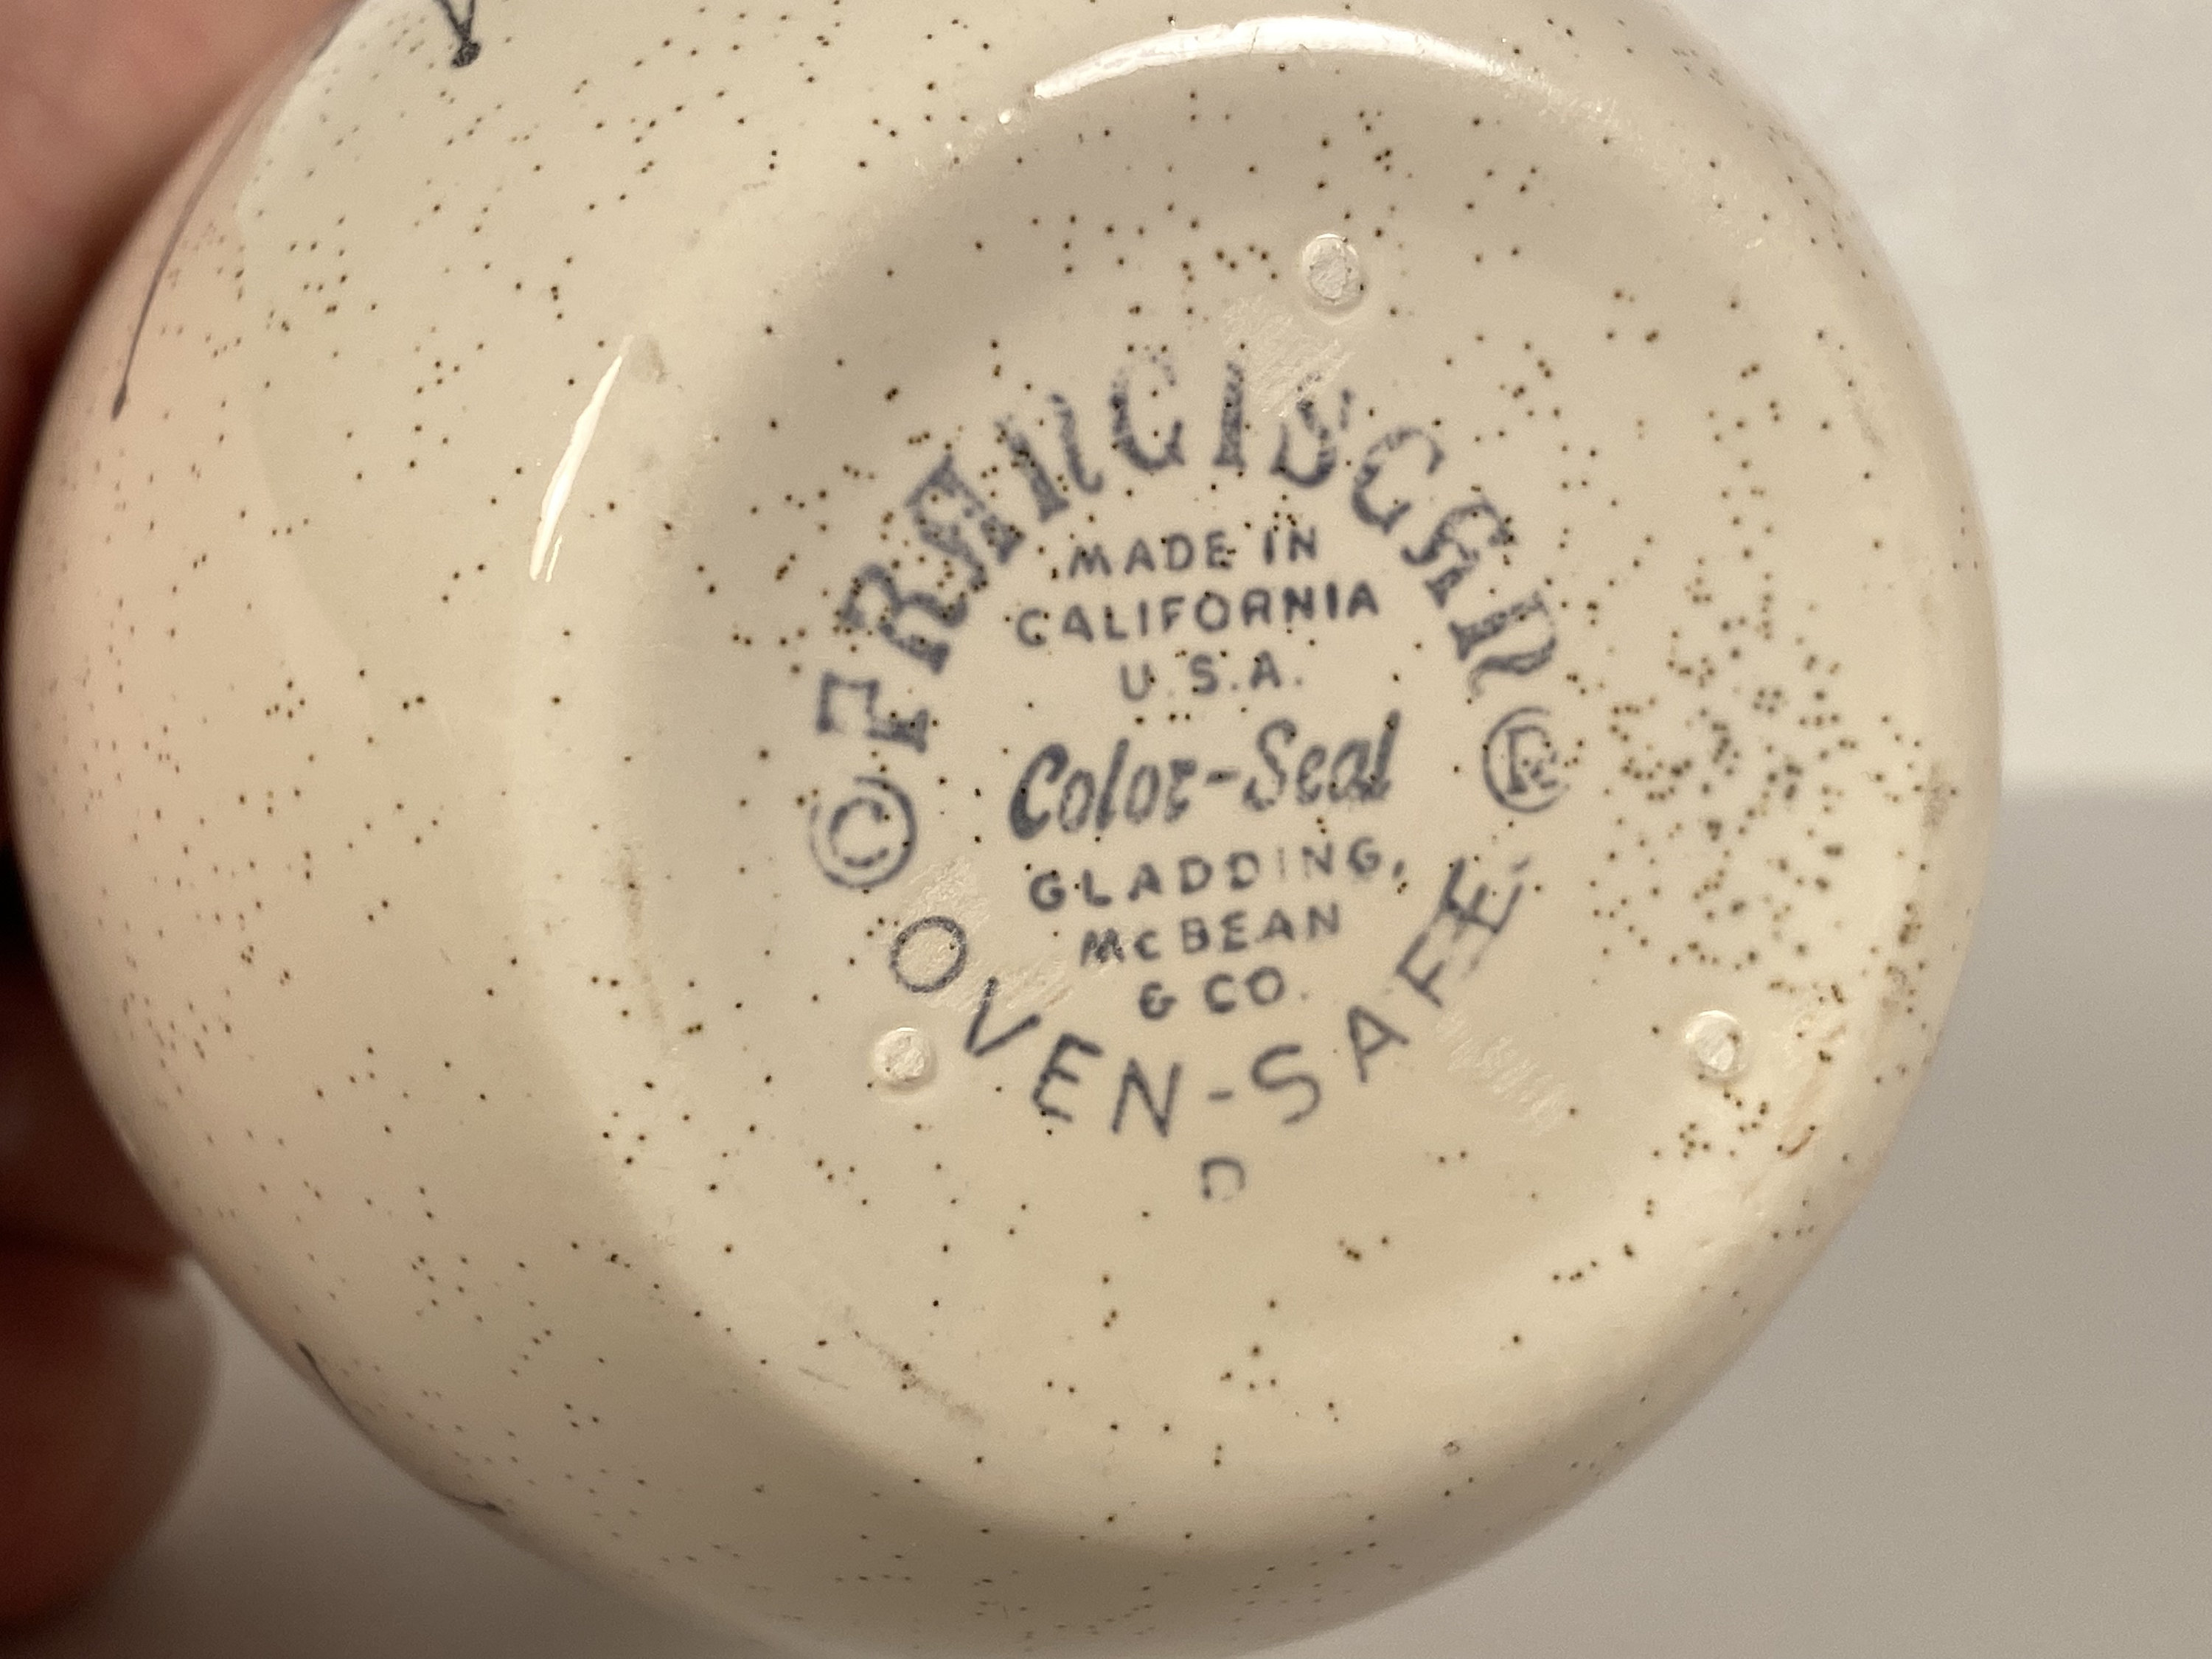 © FRANCISCAN ®
MADE IN
CALIFORNIA
U.S.A.
Color-Seal
GLADDING,
McBEAN
& CO.
OVEN-SAFE
D